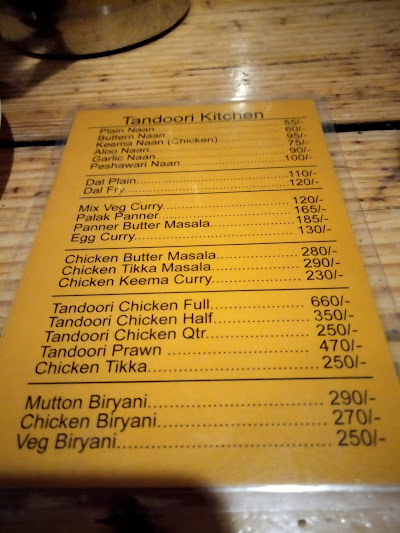 Tandoori Kitchen
Plain Naan 55/-
Buttern Naan 60/-
Keema Naan (Chicken) 95/-
Aloo Naan 75/-
Garlic Naan 90/-
Peshawari Naan 100/-
Dal Plain 110/-
Dal Fry 120/-
Mix Veg Curry 120/-
Palak Panner 165/-
Panner Butter Masala 185/-
Egg Curry 130/-
Chicken Butter Masala 280/-
Chicken Tikka Masala 290/-
Chicken Keema Curry 230/-
Tandoori Chicken Full 660/-
Tandoori Chicken Half 350/-
Tandoori Chicken Qtr 250/-
Tandoori Prawn 470/-
Chicken Tikka 250/-
Mutton Biryani 290/-
Chicken Biryani 270/-
Veg Biryani 250/-